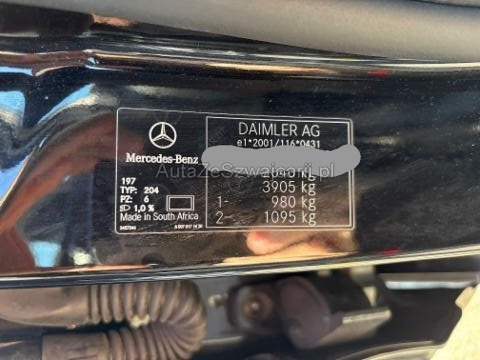 DAIMLER AG
e1*2001/116*0431
Mercedes-Benz
AutaZeSzwajcarii.pl
kg
3905 kg
1- 980 kg
2- 1095 kg
197
TYP: 204
PZ: 6
1,0 %
Made in South Africa